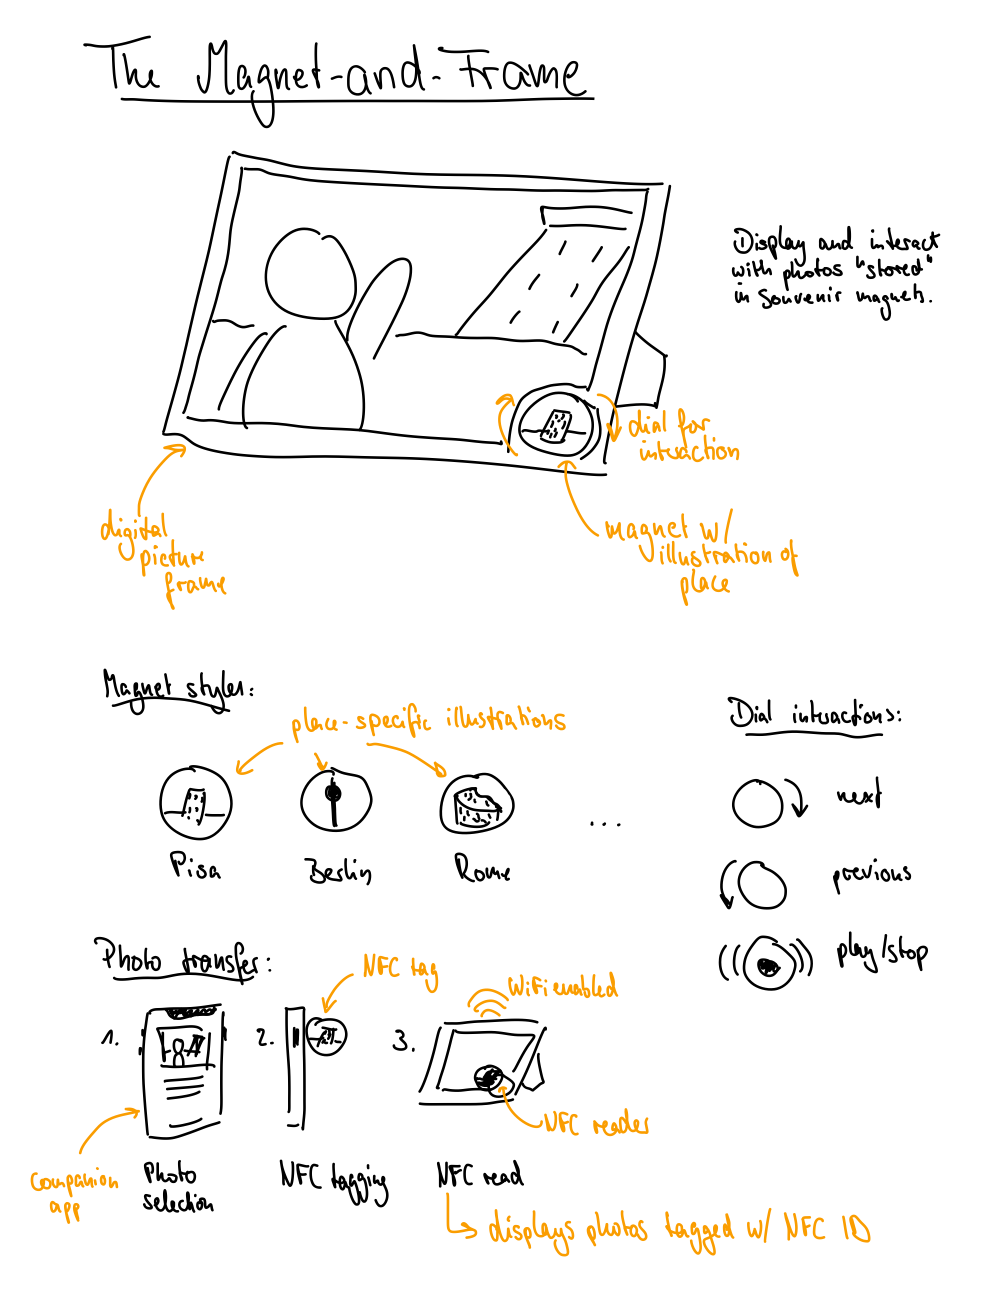 The Magnet-and-Frame
Display and interact
with photos "stored"
in souvenir magnets.
dial for
interaction
magnet w/
illustration of
place
digital
picture
frame
Magnet styles:
place-specific illustrations
Pisa
Berlin
Rome
...
Dial interactions:
next
previous
play/stop
Photo transfer:
NFC tag
WiFi enabled
1.
2.
3.
NFC reader
Companion
app
Photo
selection
NFC tagging
NFC read
displays photos tagged w/ NFC ID